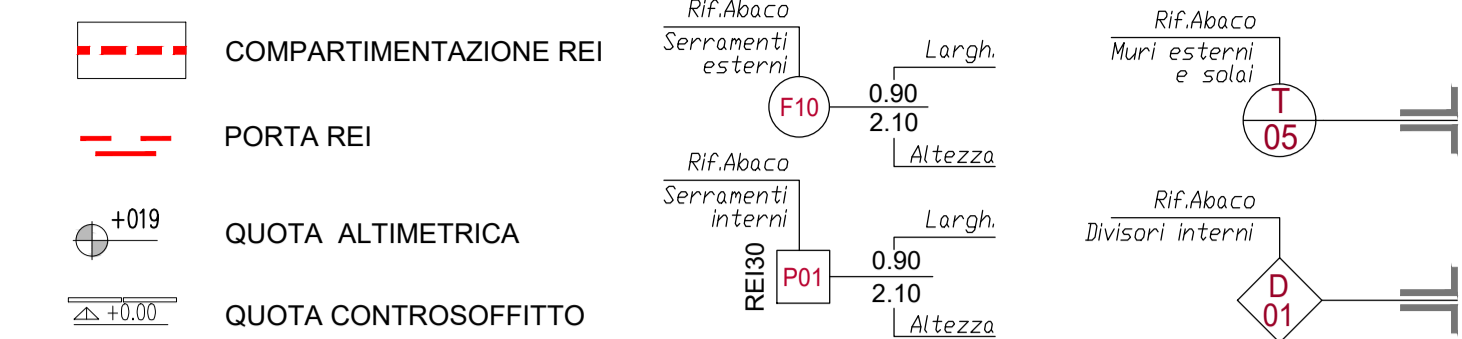 COMPARTIMENTAZIONE REI
PORTA REI
+019
QUOTA ALTIMETRICA
+0.00
QUOTA CONTROSOFFITTO
Rif.Abaco
Serramenti
esterni
F10
Largh.
0.90
2.10
Altezza
Rif.Abaco
Serramenti
interni
REI30
P01
Largh.
0.90
2.10
Altezza
Rif.Abaco
Muri esterni
e solai
T
05
Rif.Abaco
Divisori interni
D
01